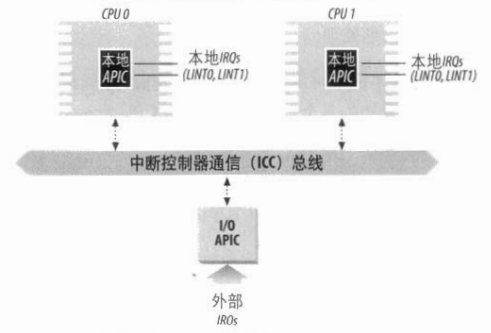 CPU 0
CPU 1
本地
APIC
本地IRQs
(LINT0, LINT1)
本地
APIC
本地IRQs
(LINT0, LINT1)
中断控制器通信（ICC）总线
I/O
APIC
外部
IRQs